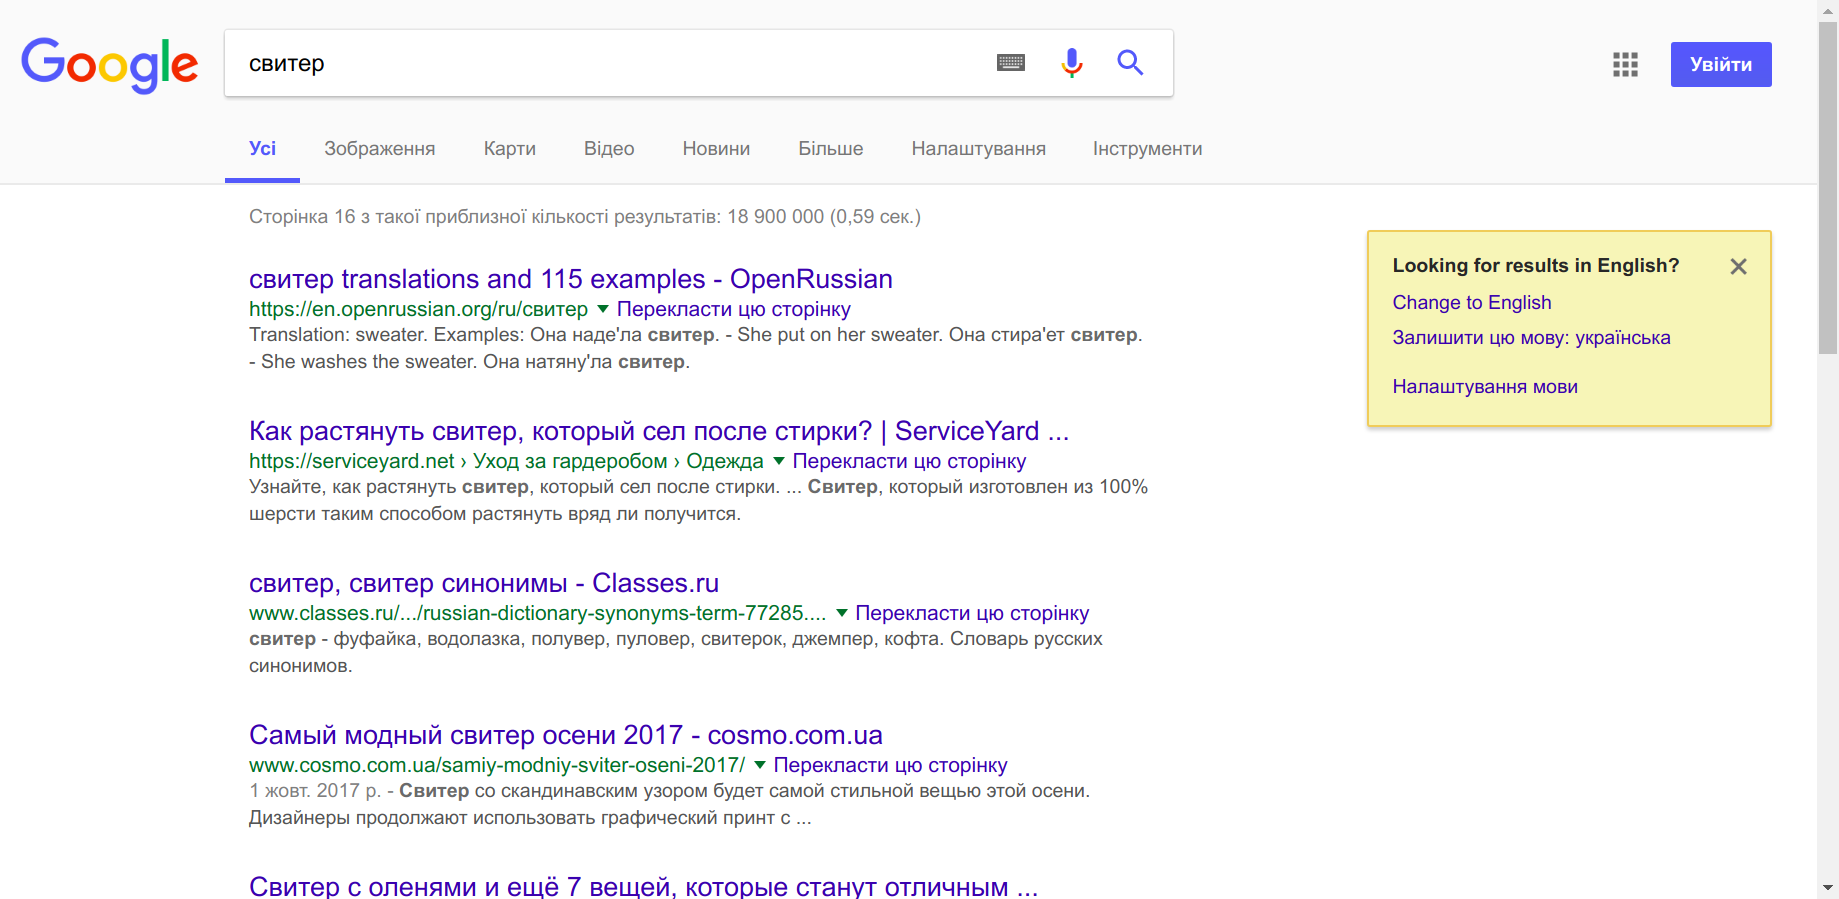 Google
свитер
Увійти
Усі Зображення Карти Відео Новини Більше Налаштування Інструменти
Сторінка 16 з такої приблизної кількості результатів: 18 900 000 (0,59 сек.)
свитер translations and 115 examples - OpenRussian
https://en.openrussian.org/ru/свитер Перекласти цю сторінку
Translation: sweater. Examples: Она наде'ла свитер. - She put on her sweater. Она стира'ет свитер.
- She washes the sweater. Она натяну'ла свитер.
Как растянуть свитер, который сел после стирки? | ServiceYard ...
https://serviceyard.net › Уход за гардеробом › Одежда Перекласти цю сторінку
Узнайте, как растянуть свитер, который сел после стирки. ... Свитер, который изготовлен из 100%
шерсти таким способом растянуть вряд ли получится.
свитер, свитер синонимы - Classes.ru
www.classes.ru/.../russian-dictionary-synonyms-term-77285.... Перекласти цю сторінку
свитер - фуфайка, водолазка, полувер, пуловер, свитерок, джемпер, кофта. Словарь русских
синонимов.
Самый модный свитер осени 2017 - cosmo.com.ua
www.cosmo.com.ua/samiy-modniy-sviter-oseni-2017/ Перекласти цю сторінку
1 жовт. 2017 р. - Свитер со скандинавским узором будет самой стильной вещью этой осени.
Дизайнеры продолжают использовать графический принт с ...
Свитер с оленями и ещё 7 вещей, которые станут отличным ...
Looking for results in English?
Change to English
Залишити цю мову: українська
Налаштування мови